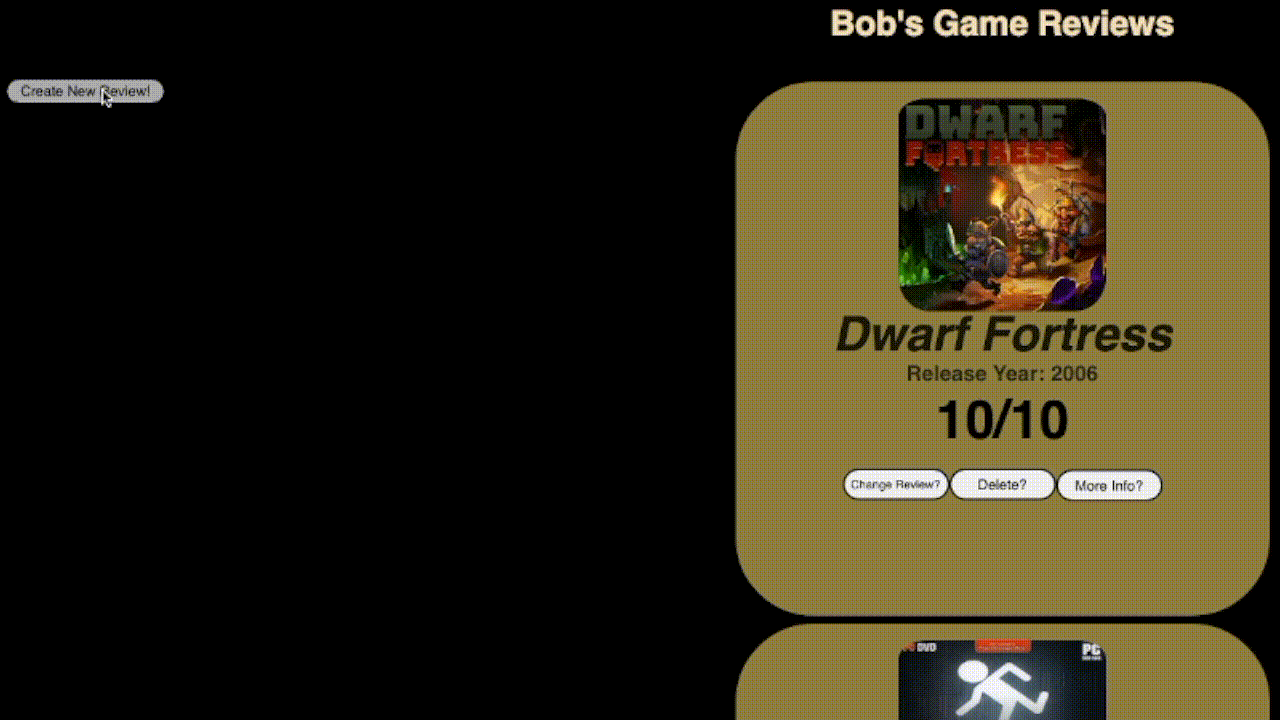 Bob's Game Reviews
Create New Review!
DWARF
FORTRESS
Dwarf Fortress
Release Year: 2006
10/10
Change Review?
Delete?
More Info?
DVD
PC